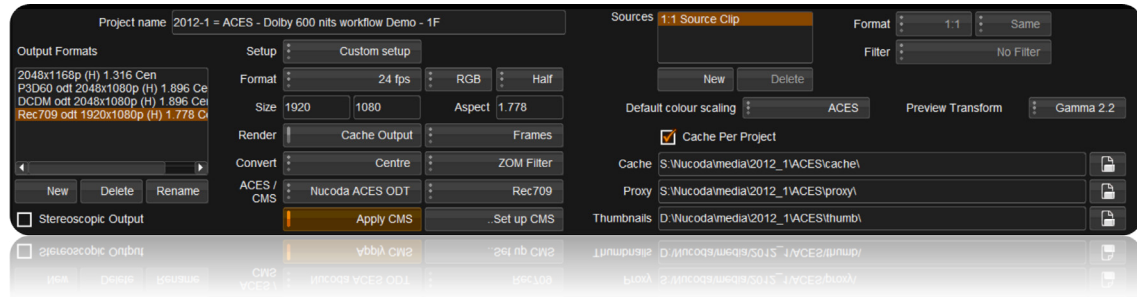 Project name 2012-1 = ACES - Dolby 600 nits workflow Demo - 1F
Output Formats
2048x1168p (H) 1.316 Cen
P3D60 odt 2048x1080p (H) 1.896 Ce
DCDM odt 2048x1080p (H) 1.896 Cei
Rec709 odt 1920x1080p (H) 1.778 C
New Delete Rename
Stereoscopic Output
Setup Custom setup
Format 24 fps RGB Half
Size 1920 1080 Aspect 1.778
Render Cache Output Frames
Convert Centre ZOM Filter
ACES / CMS Nucoda ACES ODT Rec709
Apply CMS ..Set up CMS
Sources 1:1 Source Clip
New Delete
Format 1:1 Same
Filter No Filter
Default colour scaling ACES Preview Transform Gamma 2.2
Cache Per Project
Cache S:\Nucoda\media\2012_1\ACES\cache\
Proxy S:\Nucoda\media\2012_1\ACES\proxy\
Thumbnails D:\Nucoda\media\2012_1\ACES\thumb\